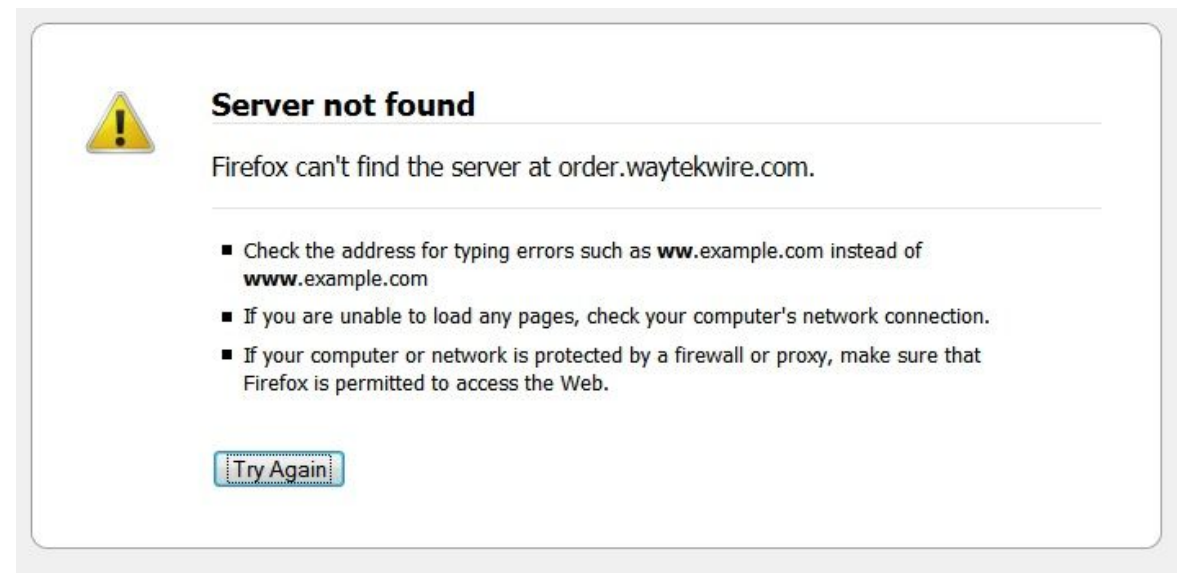 Server not found
Firefox can't find the server at order.waytekwire.com.
Check the address for typing errors such as ww.example.com instead of
www.example.com
If you are unable to load any pages, check your computer's network connection.
If your computer or network is protected by a firewall or proxy, make sure that
Firefox is permitted to access the Web.
Try Again